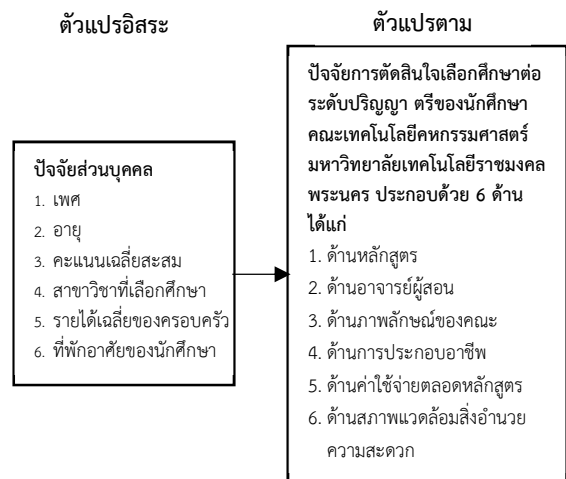 ตัวแปรอิสระ
ปัจจัยส่วนบุคคล
1. เพศ
2. อายุ
3. คะแนนเฉลี่ยสะสม
4. สาขาวิชาที่เลือกศึกษา
5. รายได้เฉลี่ยของครอบครัว
6. ที่พักอาศัยของนักศึกษา
ตัวแปรตาม
ปัจจัยการตัดสินใจเลือกศึกษาต่อ
ระดับปริญญา ตรีของนักศึกษา
คณะเทคโนโลยีคหกรรมศาสตร์
มหาวิทยาลัยเทคโนโลยีราชมงคล
พระนคร ประกอบด้วย 6 ด้าน
ได้แก่
1. ด้านหลักสูตร
2. ด้านอาจารย์ผู้สอน
3. ด้านภาพลักษณ์ของคณะ
4. ด้านการประกอบอาชีพ
5. ด้านค่าใช้จ่ายตลอดหลักสูตร
6. ด้านสภาพแวดล้อมสิ่งอำนวย
ความสะดวก